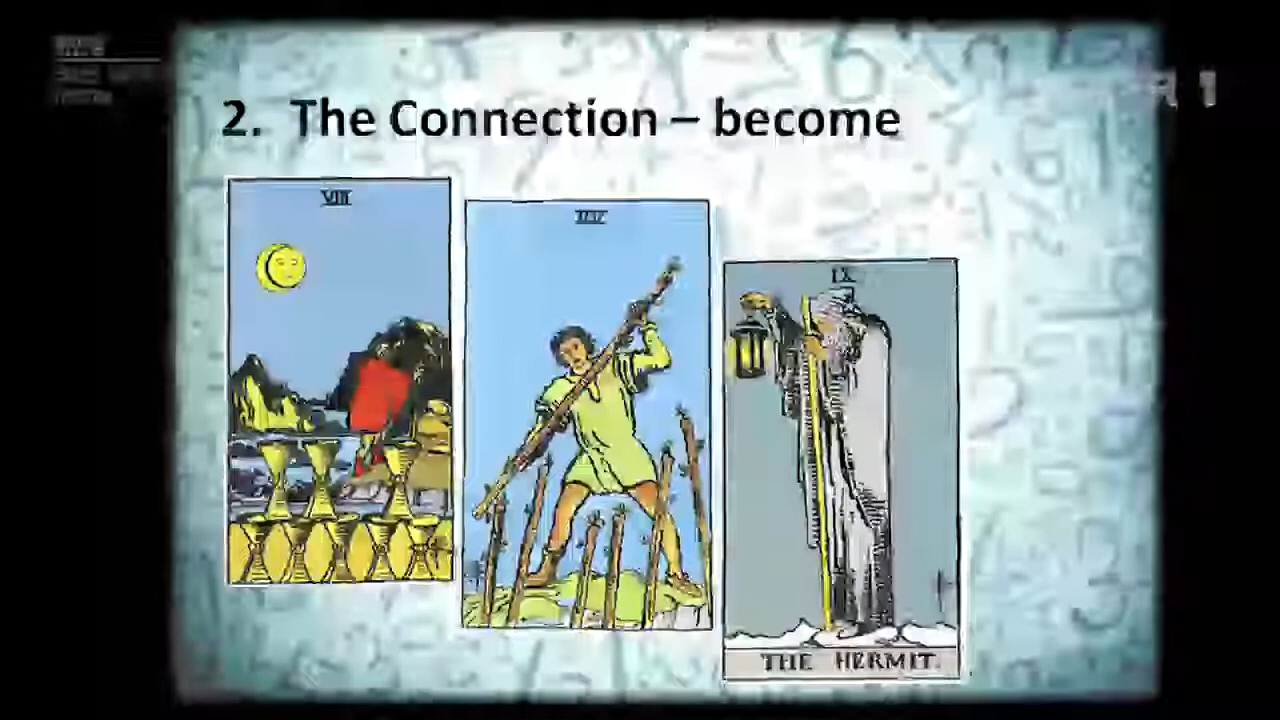 2. The Connection – become
VIII
IX
THE HERMIT.